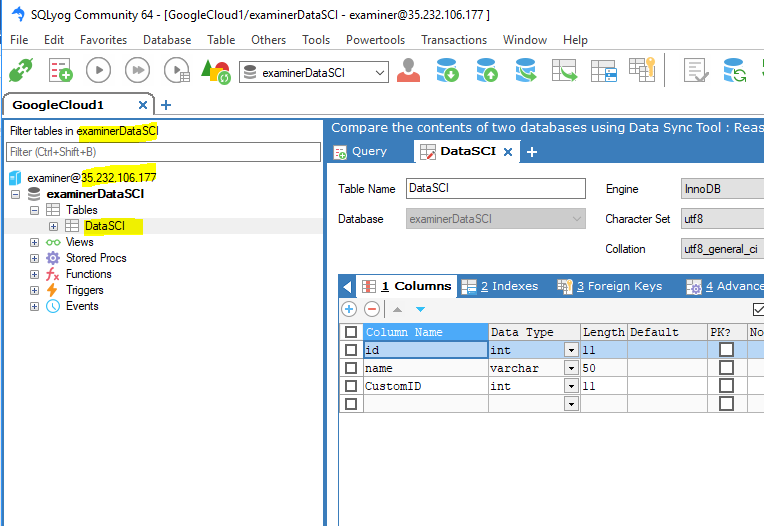 SQLyog Community 64 - [GoogleCloud1/examinerDataSCI - examiner@35.232.106.177 ]
File Edit Favorites Database Table Others Tools Powertools Transactions Window Help
examinerDataSCI
GoogleCloud1
Filter tables in examinerDataSCI
Filter (Ctrl+Shift+B)
examiner@35.232.106.177
examinerDataSCI
Tables
DataSCI
Views
Stored Procs
Functions
Triggers
Events
Compare the contents of two databases using Data Sync Tool : Reas
Query DataSCI
Table Name DataSCI Engine InnoDB
Database examinerDataSCI Character Set utf8
Collation utf8_general_ci
1 Columns 2 Indexes 3 Foreign Keys 4 Advance
Column Name Data Type Length Default PK? No
id int 11
name varchar 50
CustomID int 11